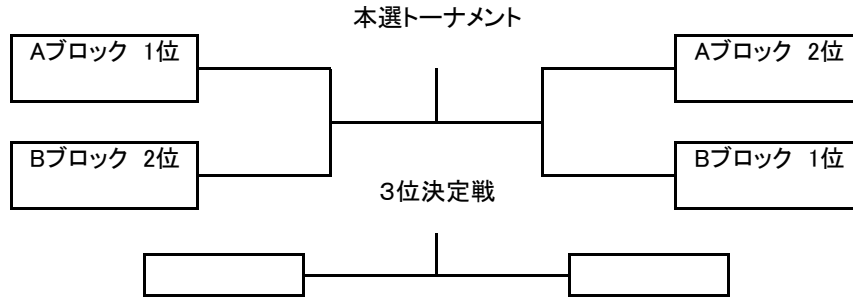 本選トーナメント
Aブロック 1位
Aブロック 2位
Bブロック 2位
Bブロック 1位
3位決定戦